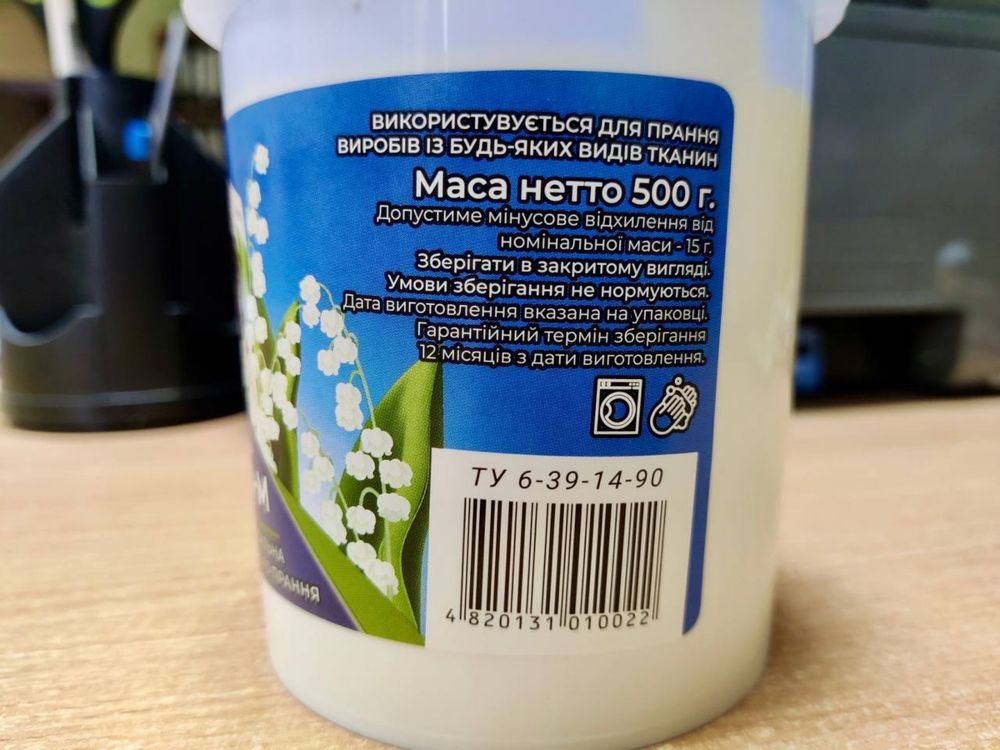 ВИКОРИСТОВУЄТЬСЯ ДЛЯ ПРАННЯ
ВИРОБІВ ІЗ БУДЬ-ЯКИХ ВИДІВ ТКАНИН
Маса нетто 500 г.
Допустиме мінусове відхилення від
номінальної маси - 15 г.
Зберігати в закритому вигляді.
Умови зберігання не нормуються.
Дата виготовлення вказана на упаковці.
Гарантійний термін зберігання
12 місяців з дати виготовлення.
ТУ 6-39-14-90
4 820131 010022
ПРАННЯ